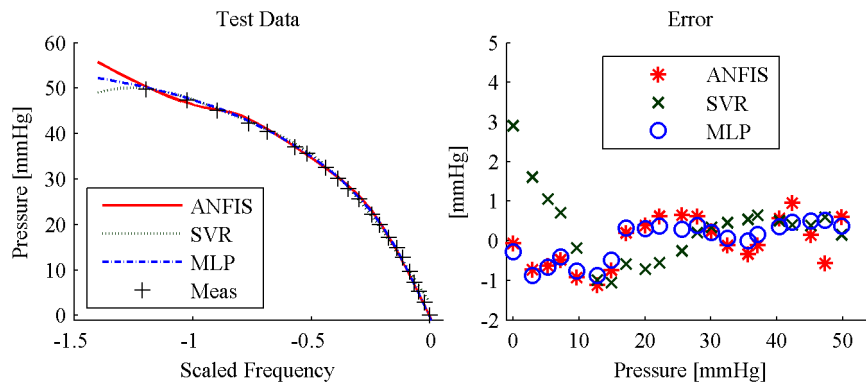 Test Data
Pressure [mmHg]
60
50
40
30
20
10
0
ANFIS
SVR
MLP
Meas
-1.5
-1
-0.5
0
Scaled Frequency
Error
[mmHg]
5
4
3
2
1
0
-1
-2
ANFIS
SVR
MLP
0
10
20
30
40
50
Pressure [mmHg]